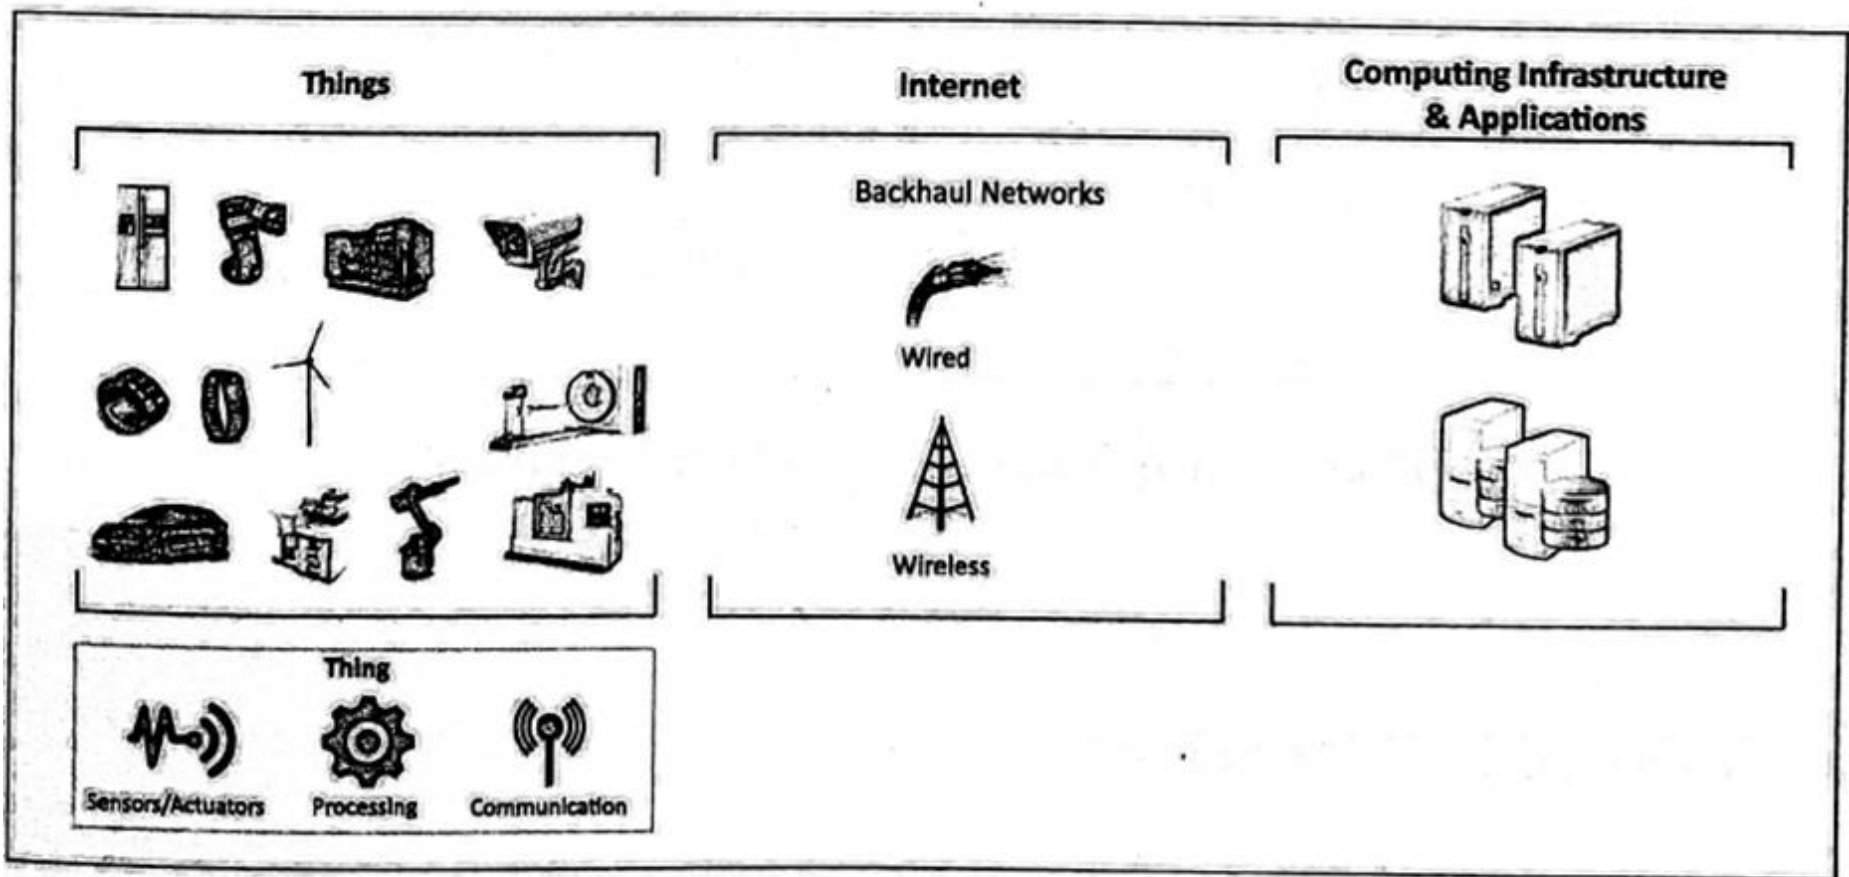 Things
Internet
Computing Infrastructure
& Applications
Backhaul Networks
Wired
Wireless
Thing
Sensors/Actuators
Processing
Communication